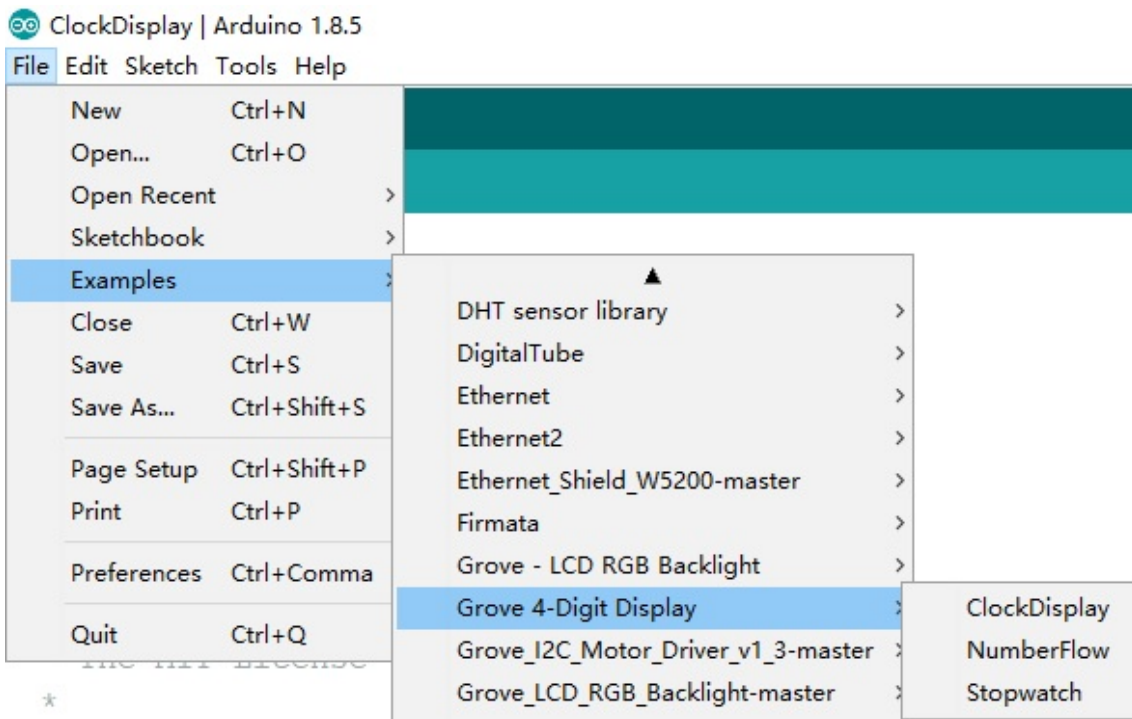 ClockDisplay | Arduino 1.8.5
File Edit Sketch Tools Help
New Ctrl+N
Open... Ctrl+O
Open Recent
Sketchbook
Examples
Close Ctrl+W
Save Ctrl+S
Save As... Ctrl+Shift+S
Page Setup Ctrl+Shift+P
Print Ctrl+P
Preferences Ctrl+Comma
Quit Ctrl+Q
DHT sensor library
DigitalTube
Ethernet
Ethernet2
Ethernet_Shield_W5200-master
Firmata
Grove - LCD RGB Backlight
Grove 4-Digit Display
Grove_I2C_Motor_Driver_v1_3-master
Grove_LCD_RGB_Backlight-master
ClockDisplay
NumberFlow
Stopwatch
*